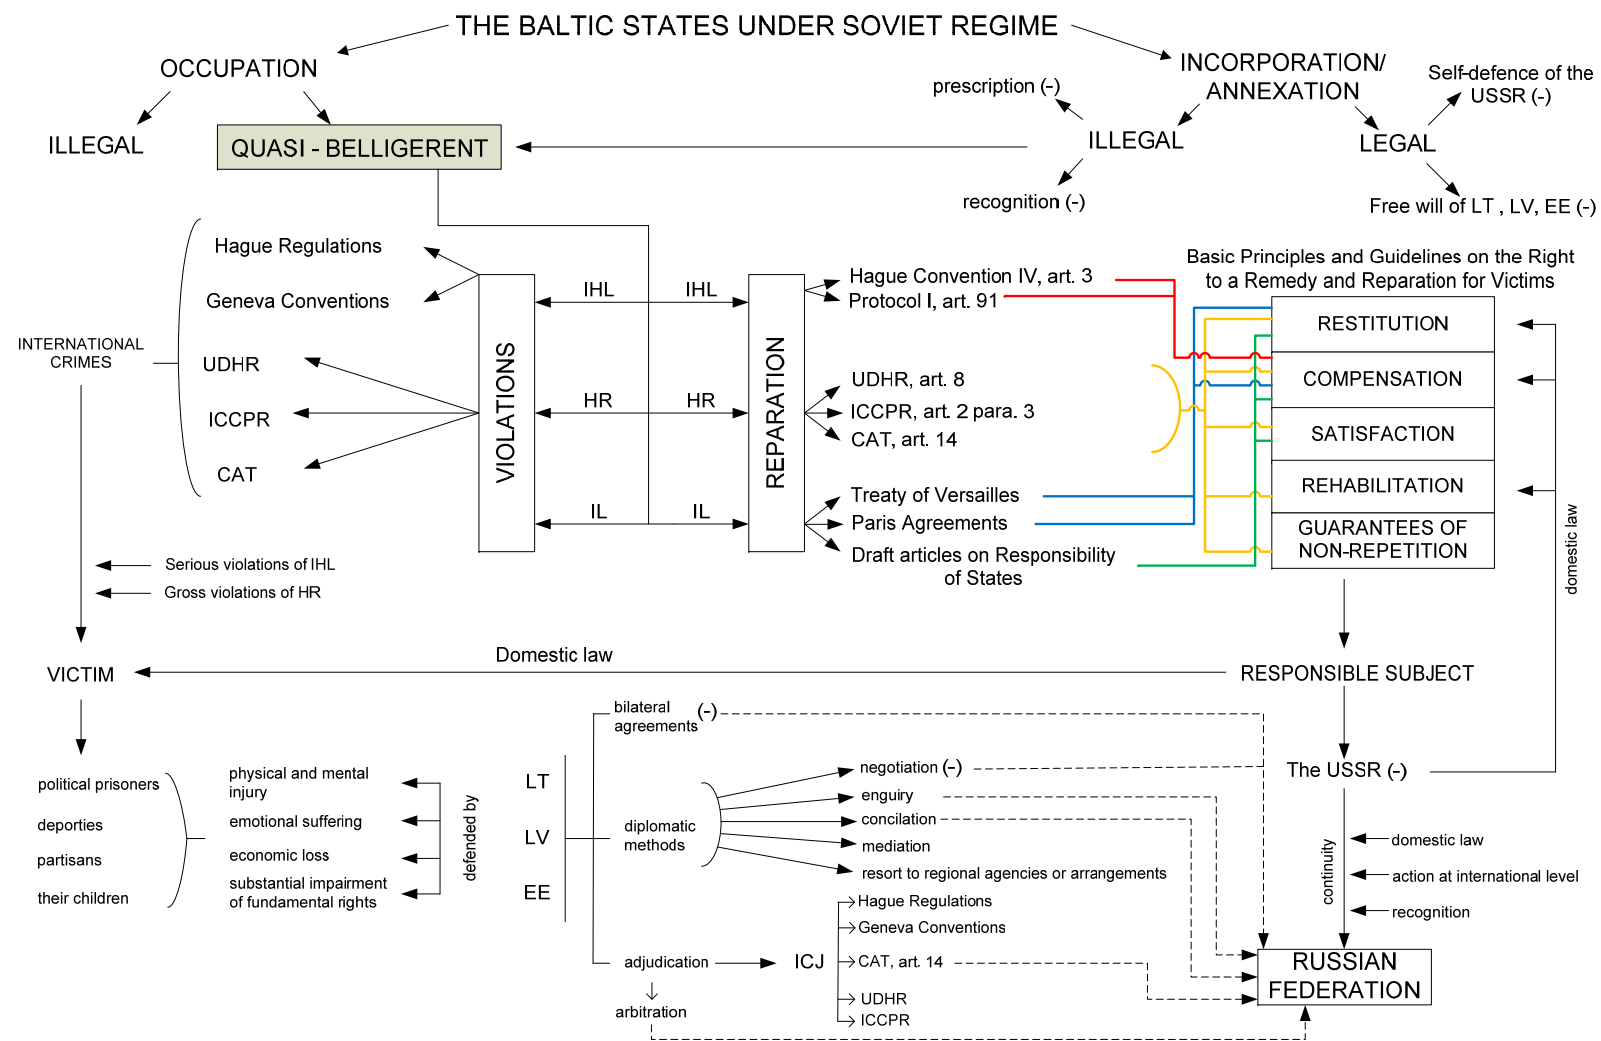 THE BALTIC STATES UNDER SOVIET REGIME
OCCUPATION
INCORPORATION/
ANNEXATION
ILLEGAL
QUASI - BELLIGERENT
prescription (-)
ILLEGAL
recognition (-)
Self-defence of the
USSR (-)
LEGAL
Free will of LT , LV, EE (-)
Hague Regulations
Geneva Conventions
INTERNATIONAL
CRIMES
UDHR
ICCPR
CAT
VIOLATIONS
IHL
IHL
HR
HR
IL
IL
REPARATION
Hague Convention IV, art. 3
Protocol I, art. 91
UDHR, art. 8
ICCPR, art. 2 para. 3
CAT, art. 14
Treaty of Versailles
Paris Agreements
Draft articles on Responsibility
of States
Basic Principles and Guidelines on the Right
to a Remedy and Reparation for Victims
RESTITUTION
COMPENSATION
SATISFACTION
REHABILITATION
GUARANTEES OF
NON-REPETITION
domestic law
Serious violations of IHL
Gross violations of HR
VICTIM
Domestic law
RESPONSIBLE SUBJECT
political prisoners
deporties
partisans
their children
physical and mental
injury
emotional suffering
economic loss
substantial impairment
of fundamental rights
defended by
LT
LV
EE
bilateral
agreements (-)
diplomatic
methods
negotiation (-)
enguiry
concilation
mediation
resort to regional agencies or arrangements
adjudication
arbitration
ICJ
Hague Regulations
Geneva Conventions
CAT, art. 14
UDHR
ICCPR
The USSR (-)
continuity
domestic law
action at international level
recognition
RUSSIAN
FEDERATION